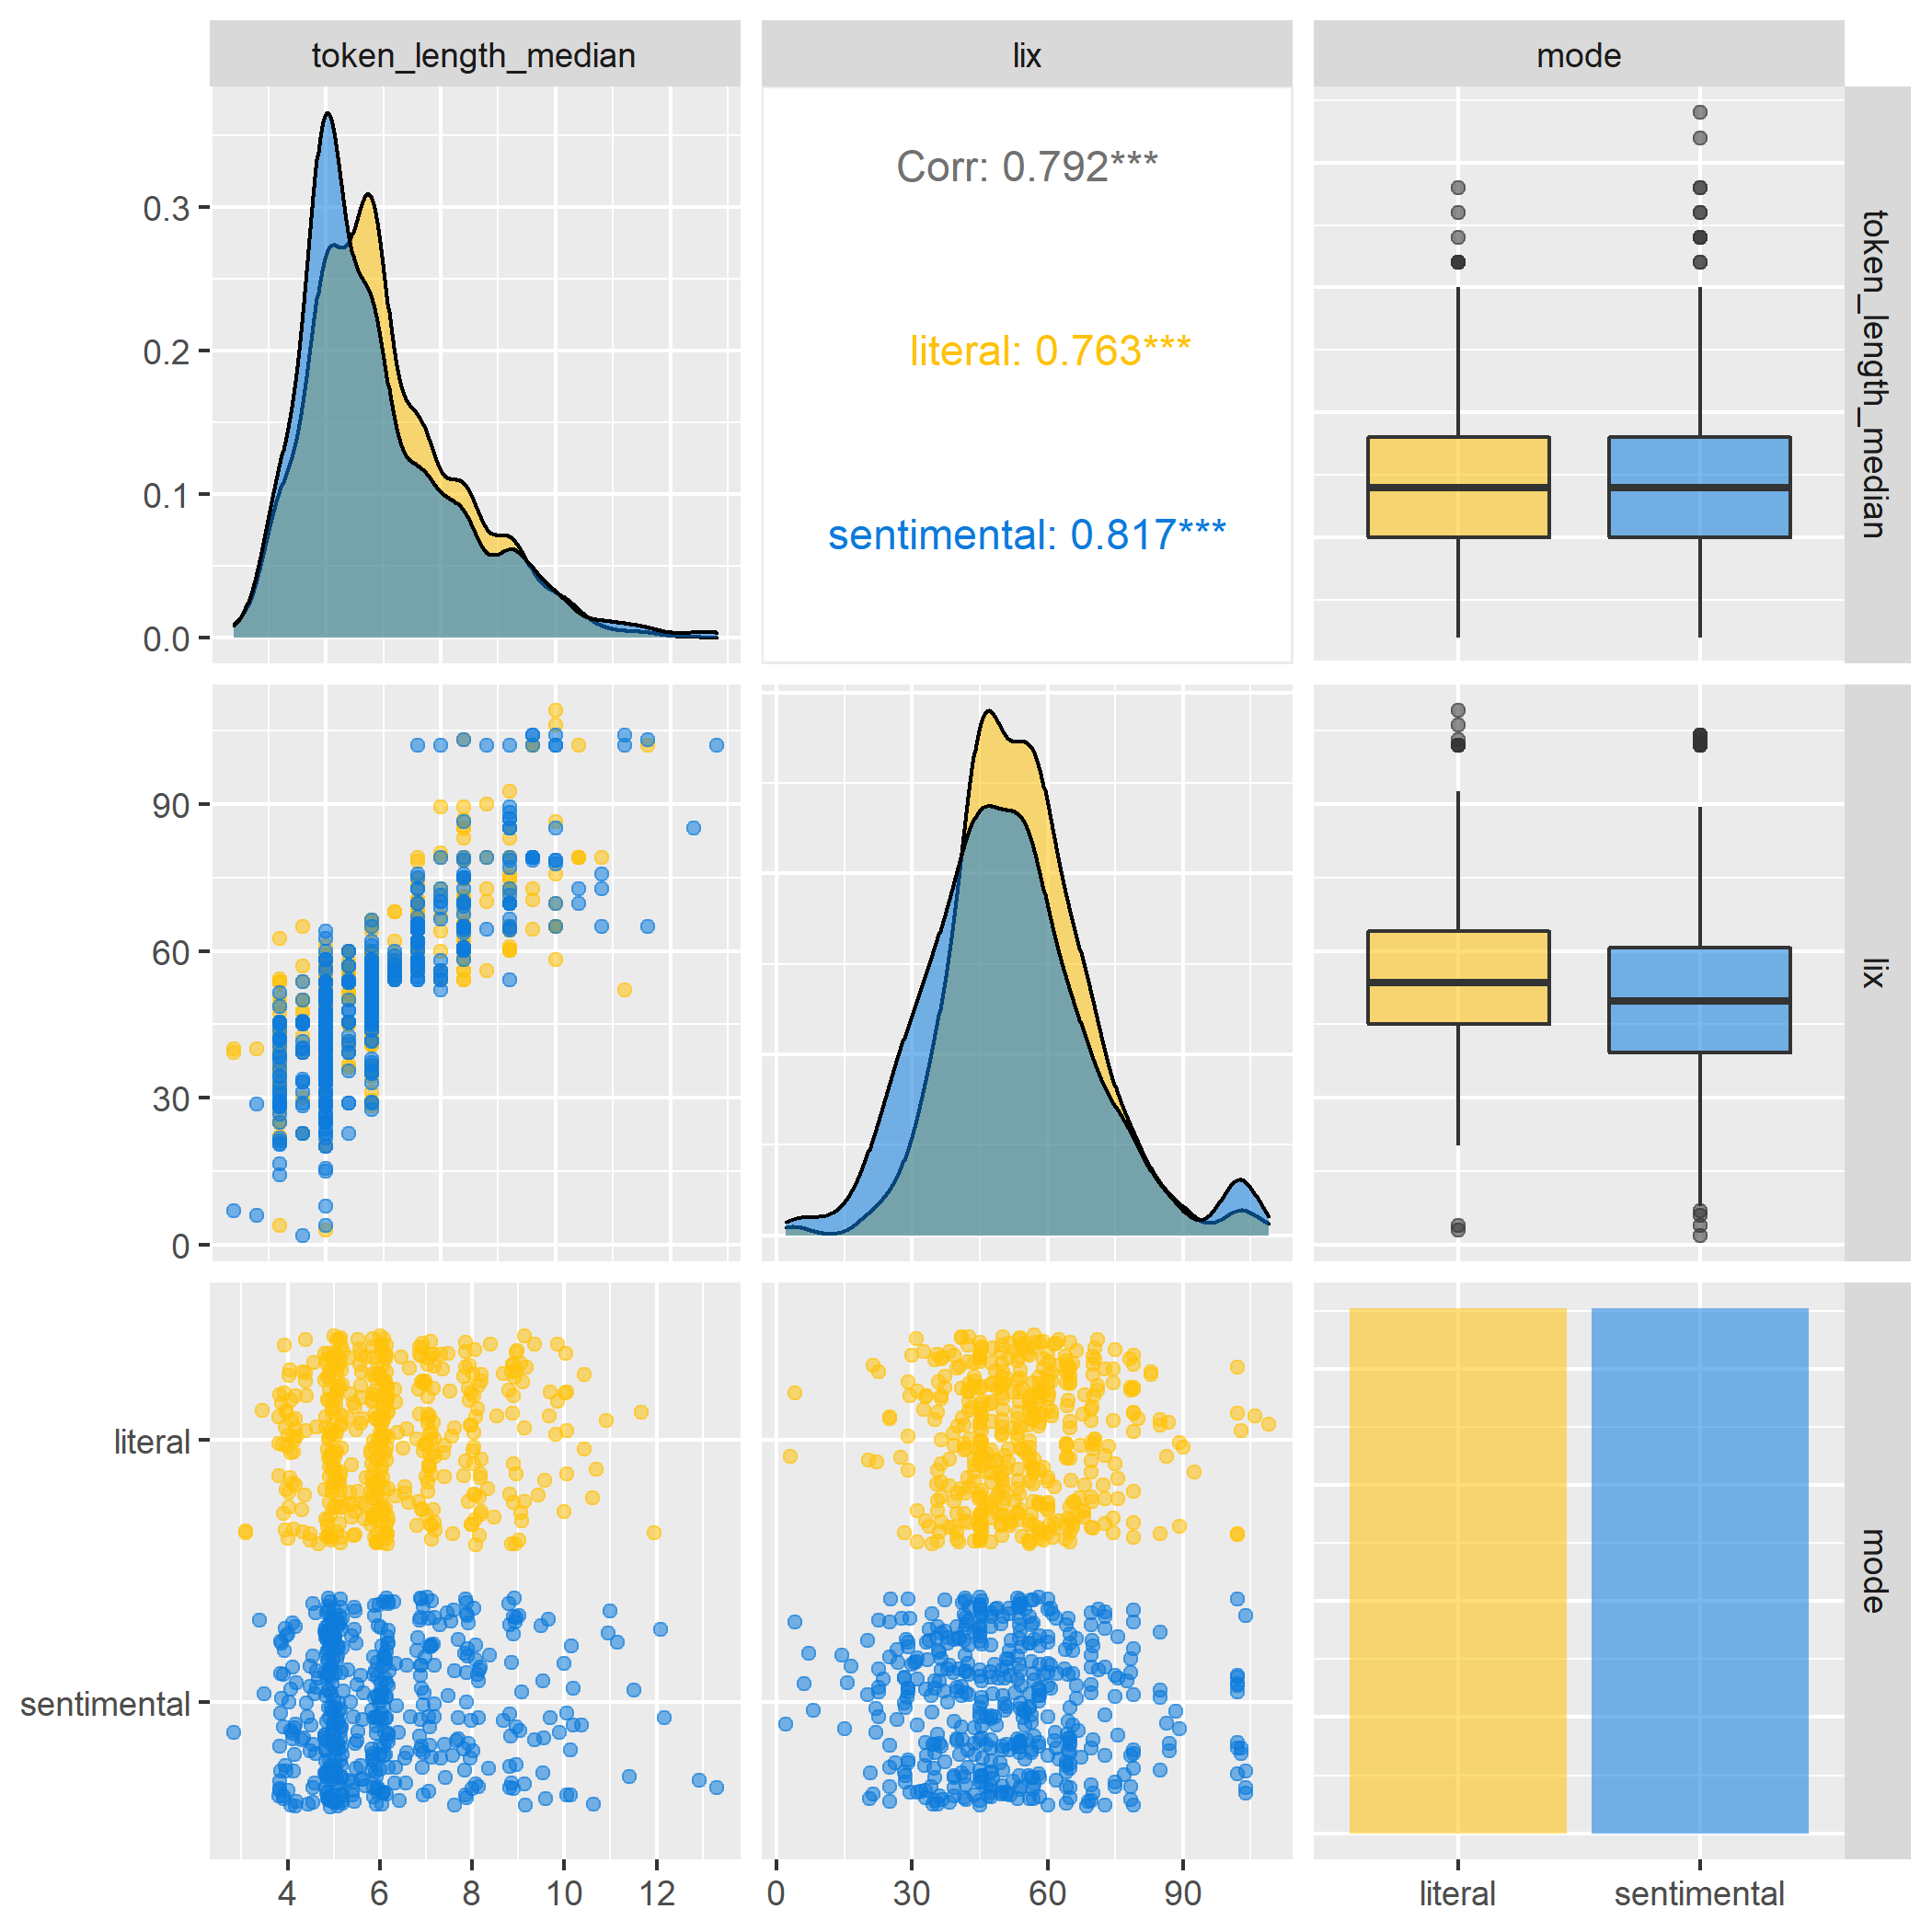 token_length_median
lix
mode
0.3
0.2
0.1
0.0
Corr: 0.792***
literal: 0.763***
sentimental: 0.817***
token_length_median
90
60
30
0
lix
literal
sentimental
mode
4 6 8 10 12
0 30 60 90
literal sentimental